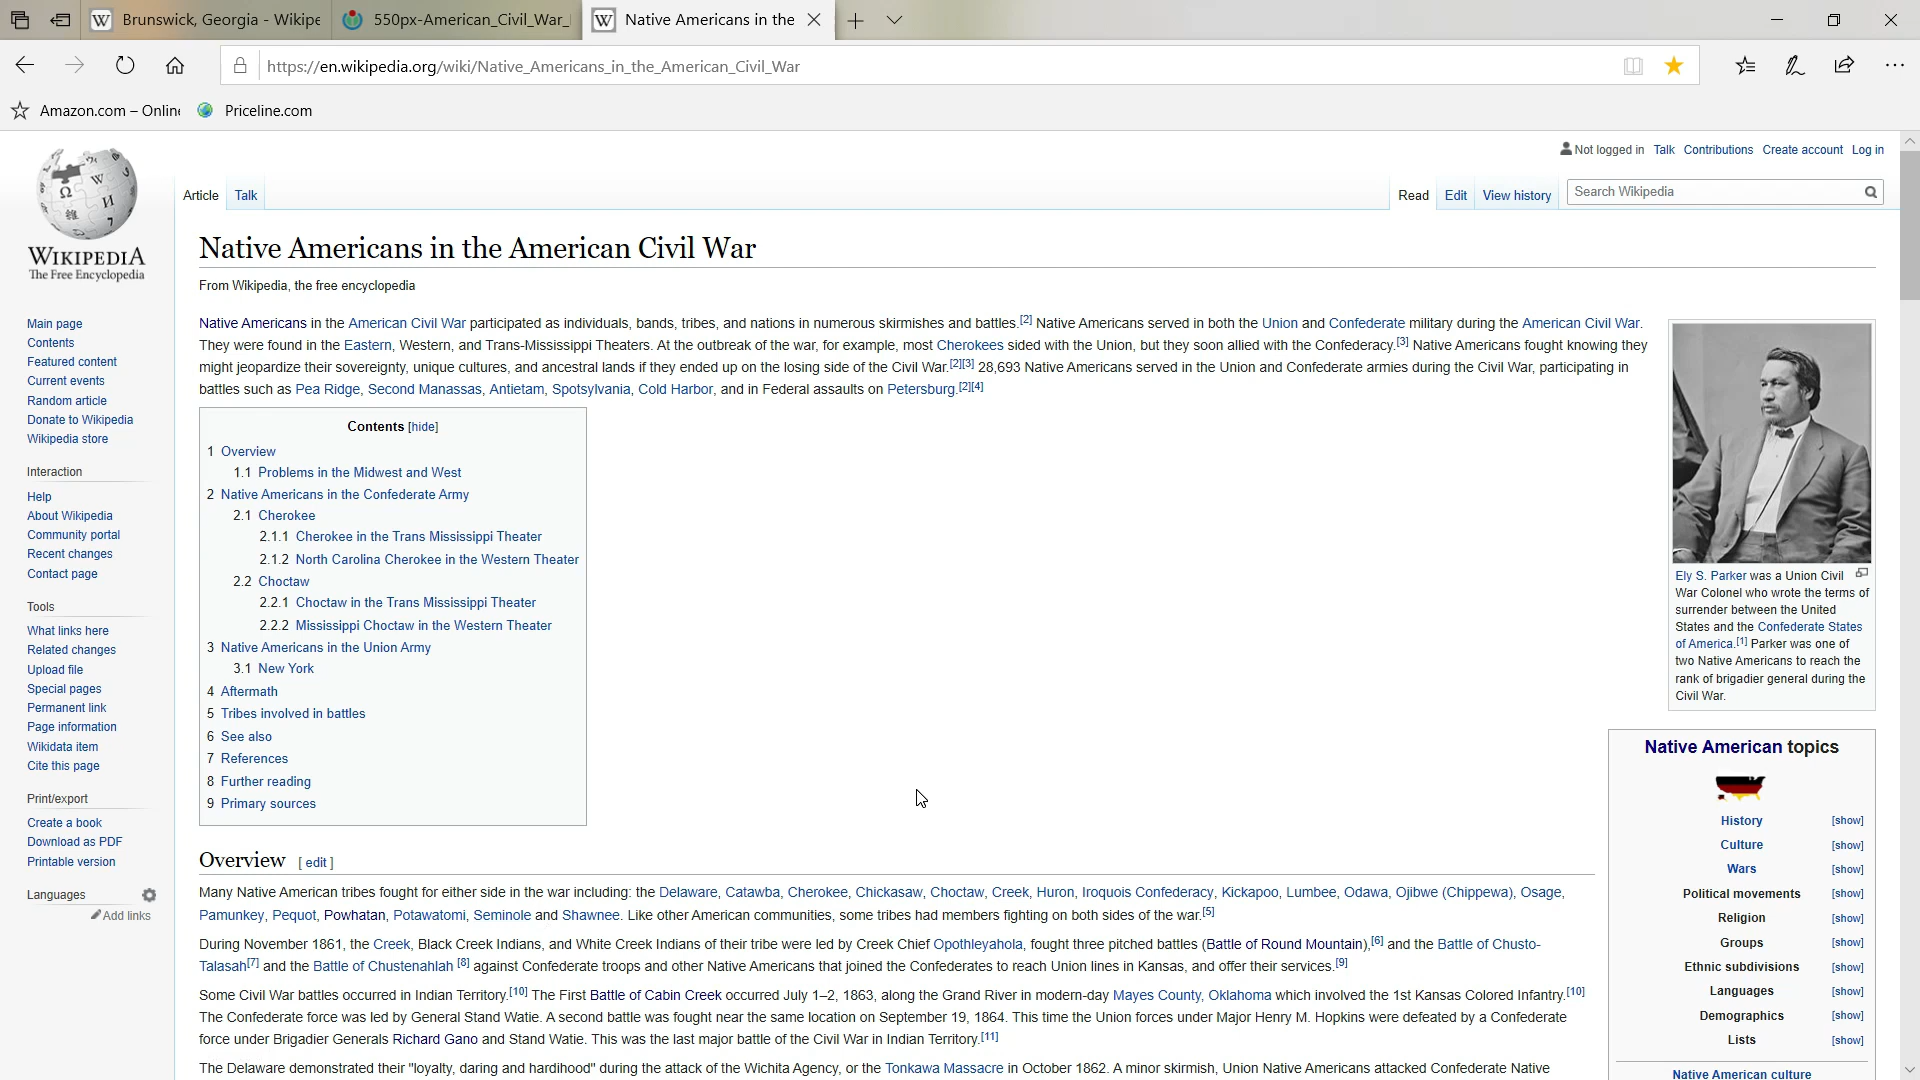 Brunswick, Georgia - Wikipe
550px-American_Civil_War_
Native Americans in the
https://en.wikipedia.org/wiki/Native_Americans_in_the_American_Civil_War
Amazon.com – Online
Priceline.com
Not logged in Talk Contributions Create account Log in
Article Talk
Read Edit View history
Search Wikipedia
WIKIPEDIA
The Free Encyclopedia
Main page
Contents
Featured content
Current events
Random article
Donate to Wikipedia
Wikipedia store
Interaction
Help
About Wikipedia
Community portal
Recent changes
Contact page
Tools
What links here
Related changes
Upload file
Special pages
Permanent link
Page information
Wikidata item
Cite this page
Print/export
Create a book
Download as PDF
Printable version
Languages
Add links
Native Americans in the American Civil War
From Wikipedia, the free encyclopedia
Native Americans in the American Civil War participated as individuals, bands, tribes, and nations in numerous skirmishes and battles.[2] Native Americans served in both the Union and Confederate military during the American Civil War.
They were found in the Eastern, Western, and Trans-Mississippi Theaters. At the outbreak of the war, for example, most Cherokees sided with the Union, but they soon allied with the Confederacy.[3] Native Americans fought knowing they
might jeopardize their sovereignty, unique cultures, and ancestral lands if they ended up on the losing side of the Civil War.[2][3] 28,693 Native Americans served in the Union and Confederate armies during the Civil War, participating in
battles such as Pea Ridge, Second Manassas, Antietam, Spotsylvania, Cold Harbor, and in Federal assaults on Petersburg.[2][4]
Contents [hide]
1 Overview
1.1 Problems in the Midwest and West
2 Native Americans in the Confederate Army
2.1 Cherokee
2.1.1 Cherokee in the Trans Mississippi Theater
2.1.2 North Carolina Cherokee in the Western Theater
2.2 Choctaw
2.2.1 Choctaw in the Trans Mississippi Theater
2.2.2 Mississippi Choctaw in the Western Theater
3 Native Americans in the Union Army
3.1 New York
4 Aftermath
5 Tribes involved in battles
6 See also
7 References
8 Further reading
9 Primary sources
Ely S. Parker was a Union Civil
War Colonel who wrote the terms of
surrender between the United
States and the Confederate States
of America.[1] Parker was one of
two Native Americans to reach the
rank of brigadier general during the
Civil War.
Native American topics
History [show]
Culture [show]
Wars [show]
Political movements [show]
Religion [show]
Groups [show]
Ethnic subdivisions [show]
Languages [show]
Demographics [show]
Lists [show]
Native American culture
Overview [ edit ]
Many Native American tribes fought for either side in the war including: the Delaware, Catawba, Cherokee, Chickasaw, Choctaw, Creek, Huron, Iroquois Confederacy, Kickapoo, Lumbee, Odawa, Ojibwe (Chippewa), Osage,
Pamunkey, Pequot, Powhatan, Potawatomi, Seminole and Shawnee. Like other American communities, some tribes had members fighting on both sides of the war.[5]
During November 1861, the Creek, Black Creek Indians, and White Creek Indians of their tribe were led by Creek Chief Opothleyahola, fought three pitched battles (Battle of Round Mountain),[6] and the Battle of Chusto-
Talasah[7] and the Battle of Chustenahlah [8] against Confederate troops and other Native Americans that joined the Confederates to reach Union lines in Kansas, and offer their services.[9]
Some Civil War battles occurred in Indian Territory.[10] The First Battle of Cabin Creek occurred July 1–2, 1863, along the Grand River in modern-day Mayes County, Oklahoma which involved the 1st Kansas Colored Infantry.[10]
The Confederate force was led by General Stand Watie. A second battle was fought near the same location on September 19, 1864. This time the Union forces under Major Henry M. Hopkins were defeated by a Confederate
force under Brigadier Generals Richard Gano and Stand Watie. This was the last major battle of the Civil War in Indian Territory.[11]
The Delaware demonstrated their "loyalty, daring and hardihood" during the attack of the Wichita Agency, or the Tonkawa Massacre in October 1862. A minor skirmish, Union Native Americans attacked Confederate Native